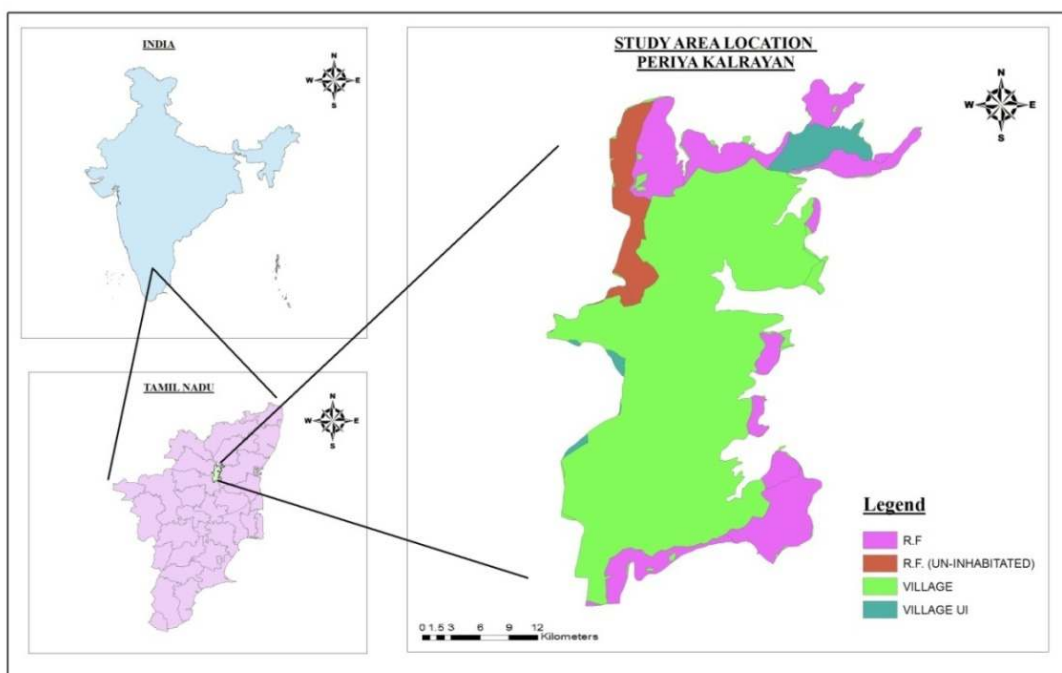 INDIA
N
W E
S
STUDY AREA LOCATION
PERIYA KALRAYAN
N
W E
S
TAMIL NADU
N
W E
S
Legend
R.F
R.F. (UN-INHABITATED)
VILLAGE
VILLAGE UI
0 1.5 3 6 9 12
Kilometers